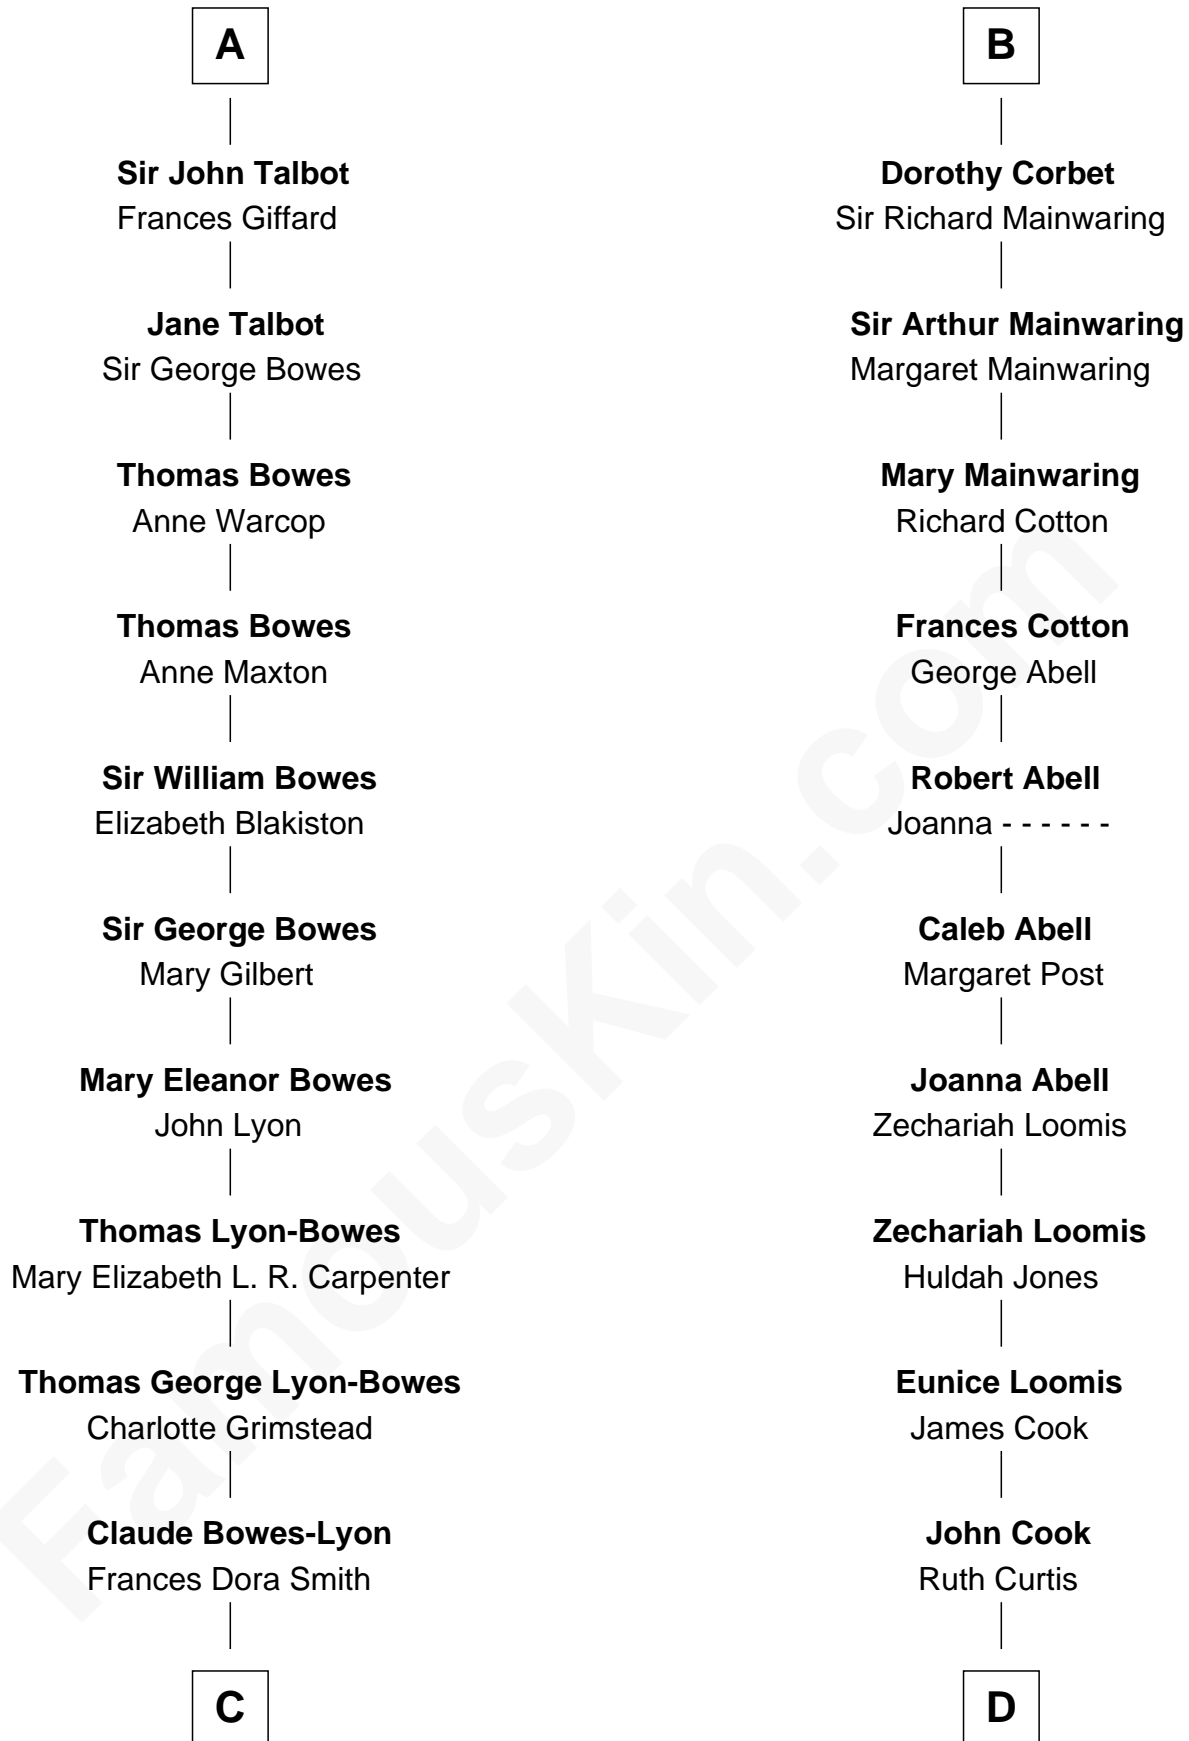 A
Sir John Talbot
Frances Giffard
Jane Talbot
Sir George Bowes
Thomas Bowes
Anne Warcop
Thomas Bowes
Anne Maxton
Sir William Bowes
Elizabeth Blakiston
Sir George Bowes
Mary Gilbert
Mary Eleanor Bowes
John Lyon
Thomas Lyon-Bowes
Mary Elizabeth L. R. Carpenter
Thomas George Lyon-Bowes
Charlotte Grimstead
Claude Bowes-Lyon
Frances Dora Smith
C
B
Dorothy Corbet
Sir Richard Mainwaring
Sir Arthur Mainwaring
Margaret Mainwaring
Mary Mainwaring
Richard Cotton
Frances Cotton
George Abell
Robert Abell
Joanna - - - - - -
Caleb Abell
Margaret Post
Joanna Abell
Zechariah Loomis
Zechariah Loomis
Huldah Jones
Eunice Loomis
James Cook
John Cook
Ruth Curtis
D
FamousKin.com